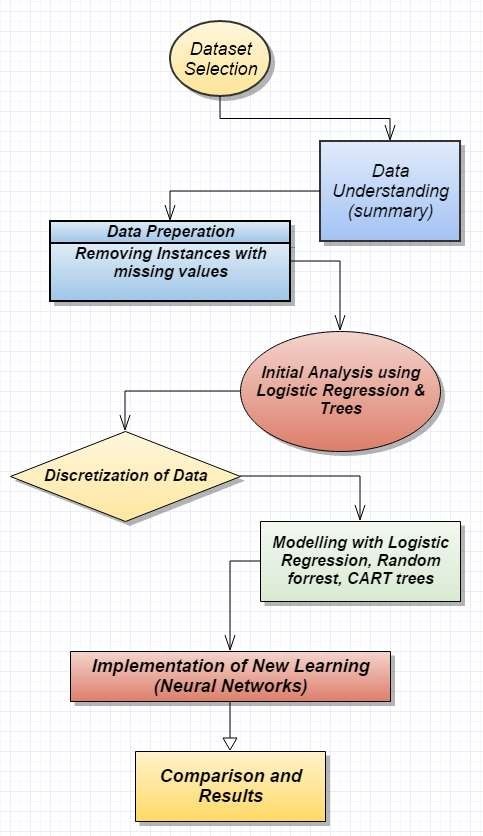 Dataset
Selection
Data
Understanding
(summary)
Data Preperation
Removing Instances with
missing values
Initial Analysis using
Logistic Regression &
Trees
Discretization of Data
Modelling with Logistic
Regression, Random
forrest, CART trees
Implementation of New Learning
(Neural Networks)
Comparison and
Results